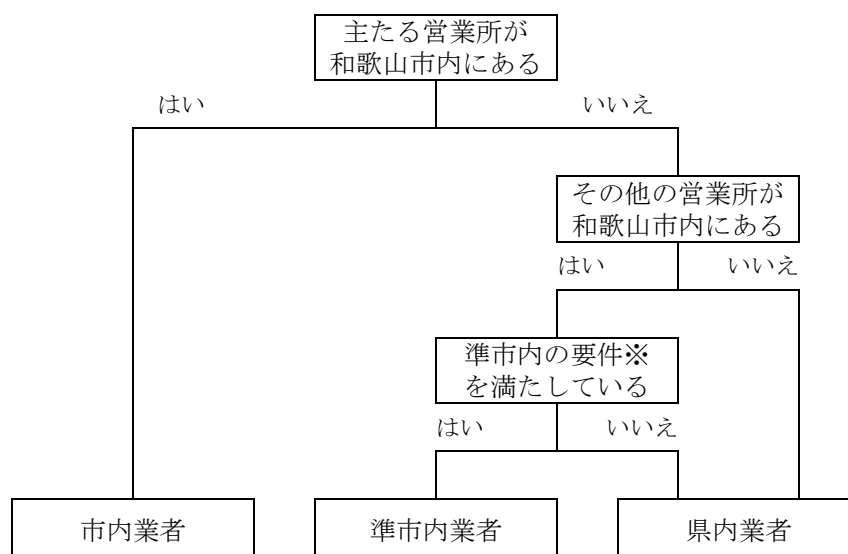 主たる営業所が
和歌山市内にある
はい
いいえ
その他の営業所が
和歌山市内にある
はい
いいえ
準市内の要件※
を満たしている
はい
いいえ
市内業者
準市内業者
県内業者